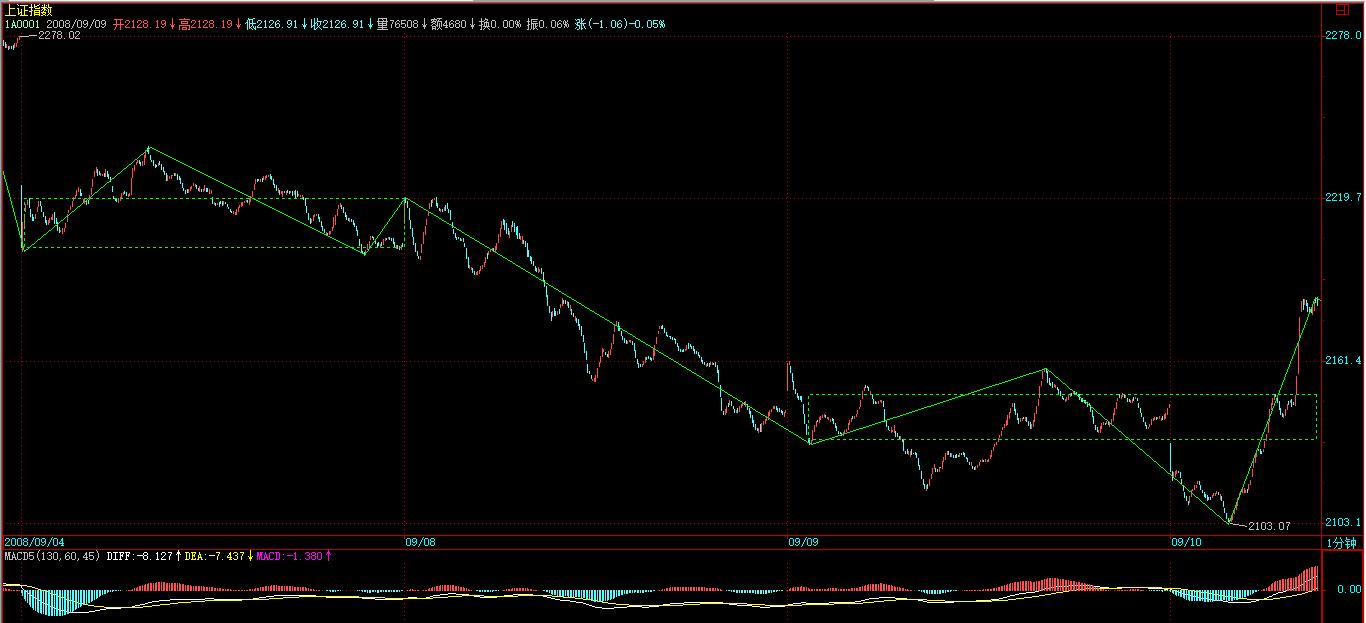 上证指数
1A0001 2008/09/09 开2128.19↓高2128.19↓低2126.91↓收2126.91↓量76508↓额4680↓换0.00% 振0.06% 涨(-1.06)-0.05%
2278.02
2278.0
2219.7
2161.4
2103.1
2103.07
2008/09/04 09/08 09/09 09/10 1分钟
MACD5(130,60,45) DIFF:-8.127↑DEA:-7.437↓MACD:-1.380↑
0.00